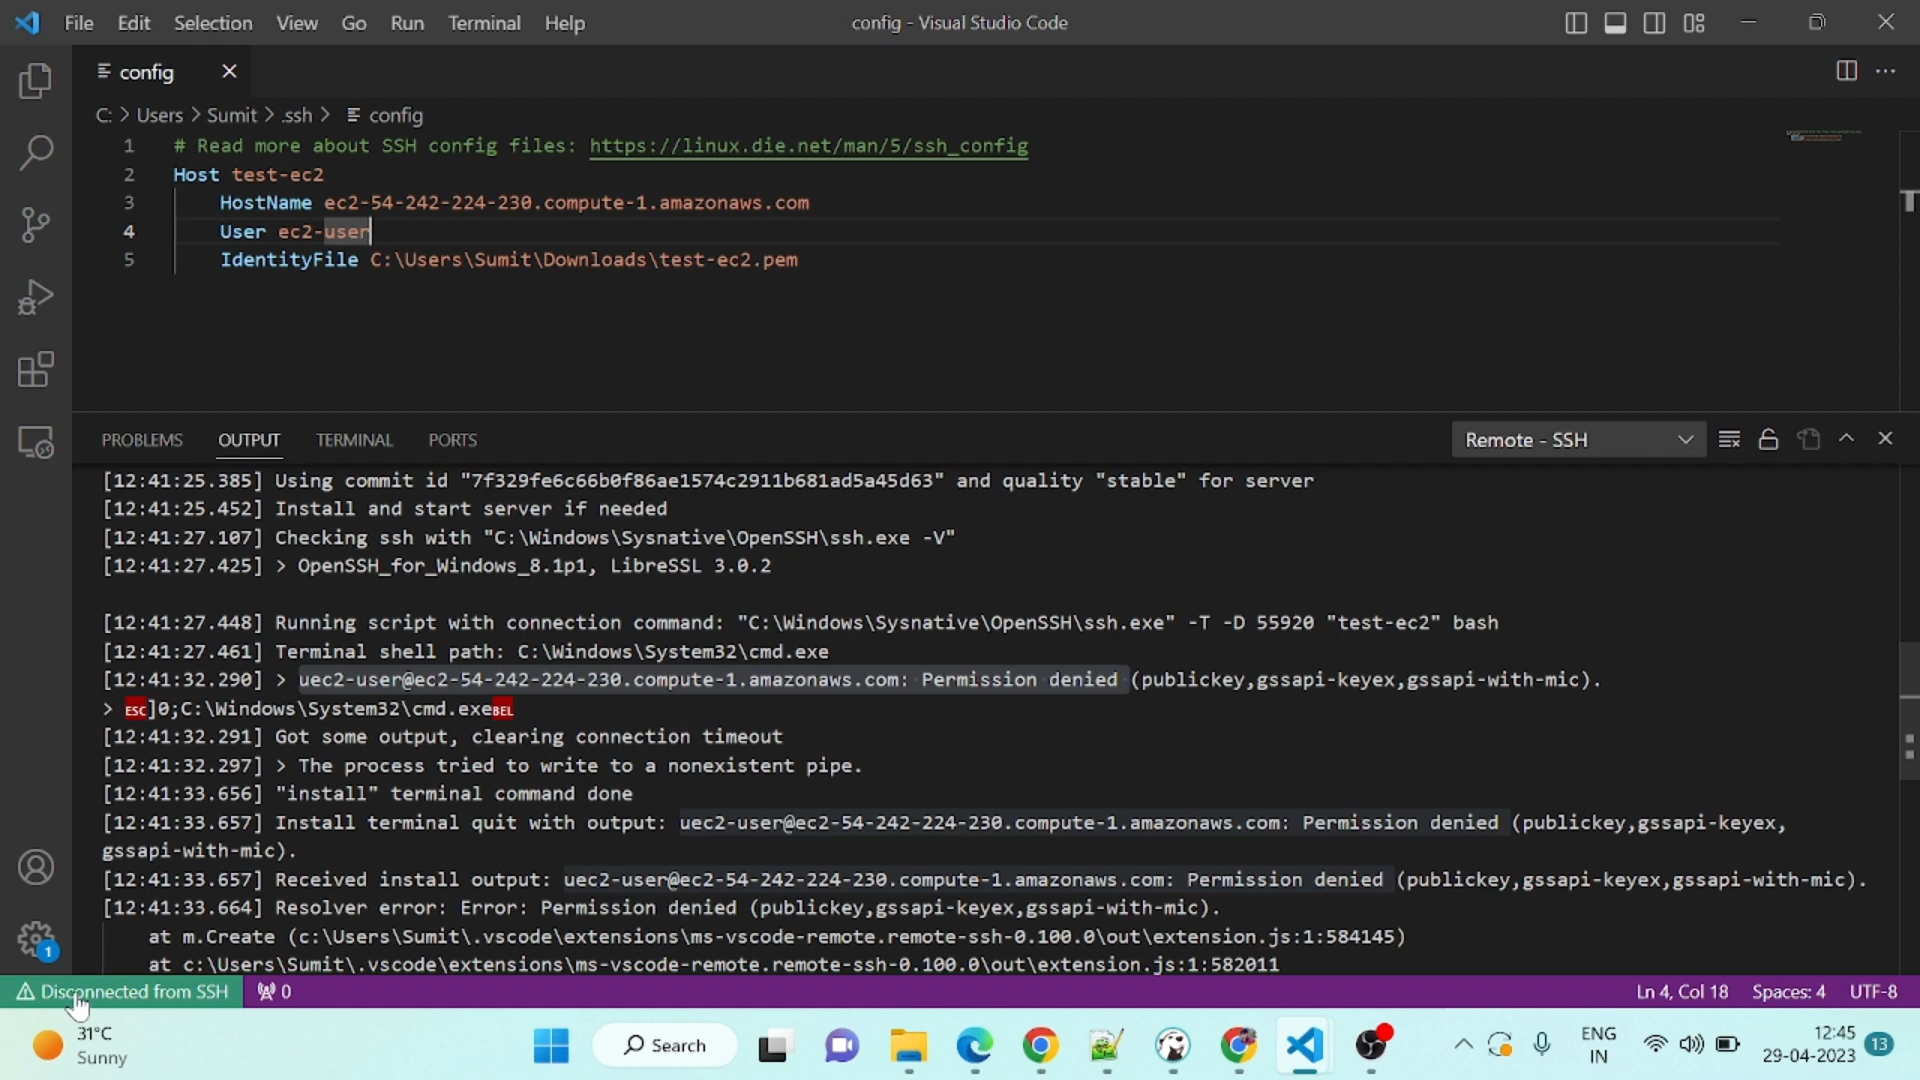 File Edit Selection View Go Run Terminal Help config - Visual Studio Code
config
C: > Users > Sumit > .ssh > config
1 # Read more about SSH config files: https://linux.die.net/man/5/ssh_config
2 Host test-ec2
3 HostName ec2-54-242-224-230.compute-1.amazonaws.com
4 User ec2-user
5 IdentityFile C:\Users\Sumit\Downloads\test-ec2.pem
PROBLEMS OUTPUT TERMINAL PORTS Remote - SSH
[12:41:25.385] Using commit id "7f329fe6c66b0f86ae1574c2911b681ad5a45d63" and quality "stable" for server
[12:41:25.452] Install and start server if needed
[12:41:27.107] Checking ssh with "C:\Windows\Sysnative\OpenSSH\ssh.exe -V"
[12:41:27.425] > OpenSSH_for_Windows_8.1p1, LibreSSL 3.0.2
[12:41:27.448] Running script with connection command: "C:\Windows\Sysnative\OpenSSH\ssh.exe" -T -D 55920 "test-ec2" bash
[12:41:27.461] Terminal shell path: C:\Windows\System32\cmd.exe
[12:41:32.290] > uec2-user@ec2-54-242-224-230.compute-1.amazonaws.com: Permission denied (publickey,gssapi-keyex,gssapi-with-mic).
> ESC]0;C:\Windows\System32\cmd.exeBEL
[12:41:32.291] Got some output, clearing connection timeout
[12:41:32.297] > The process tried to write to a nonexistent pipe.
[12:41:33.656] "install" terminal command done
[12:41:33.657] Install terminal quit with output: uec2-user@ec2-54-242-224-230.compute-1.amazonaws.com: Permission denied (publickey,gssapi-keyex,
gssapi-with-mic).
[12:41:33.657] Received install output: uec2-user@ec2-54-242-224-230.compute-1.amazonaws.com: Permission denied (publickey,gssapi-keyex,gssapi-with-mic).
[12:41:33.664] Resolver error: Error: Permission denied (publickey,gssapi-keyex,gssapi-with-mic).
at m.Create (c:\Users\Sumit\.vscode\extensions\ms-vscode-remote.remote-ssh-0.100.0\out\extension.js:1:584145)
at c:\Users\Sumit\.vscode\extensions\ms-vscode-remote.remote-ssh-0.100.0\out\extension.js:1:582011
1
Disconnected from SSH 0 Ln 4, Col 18 Spaces: 4 UTF-8
31°C
Sunny
Search
ENG
IN
12:45
29-04-2023
13